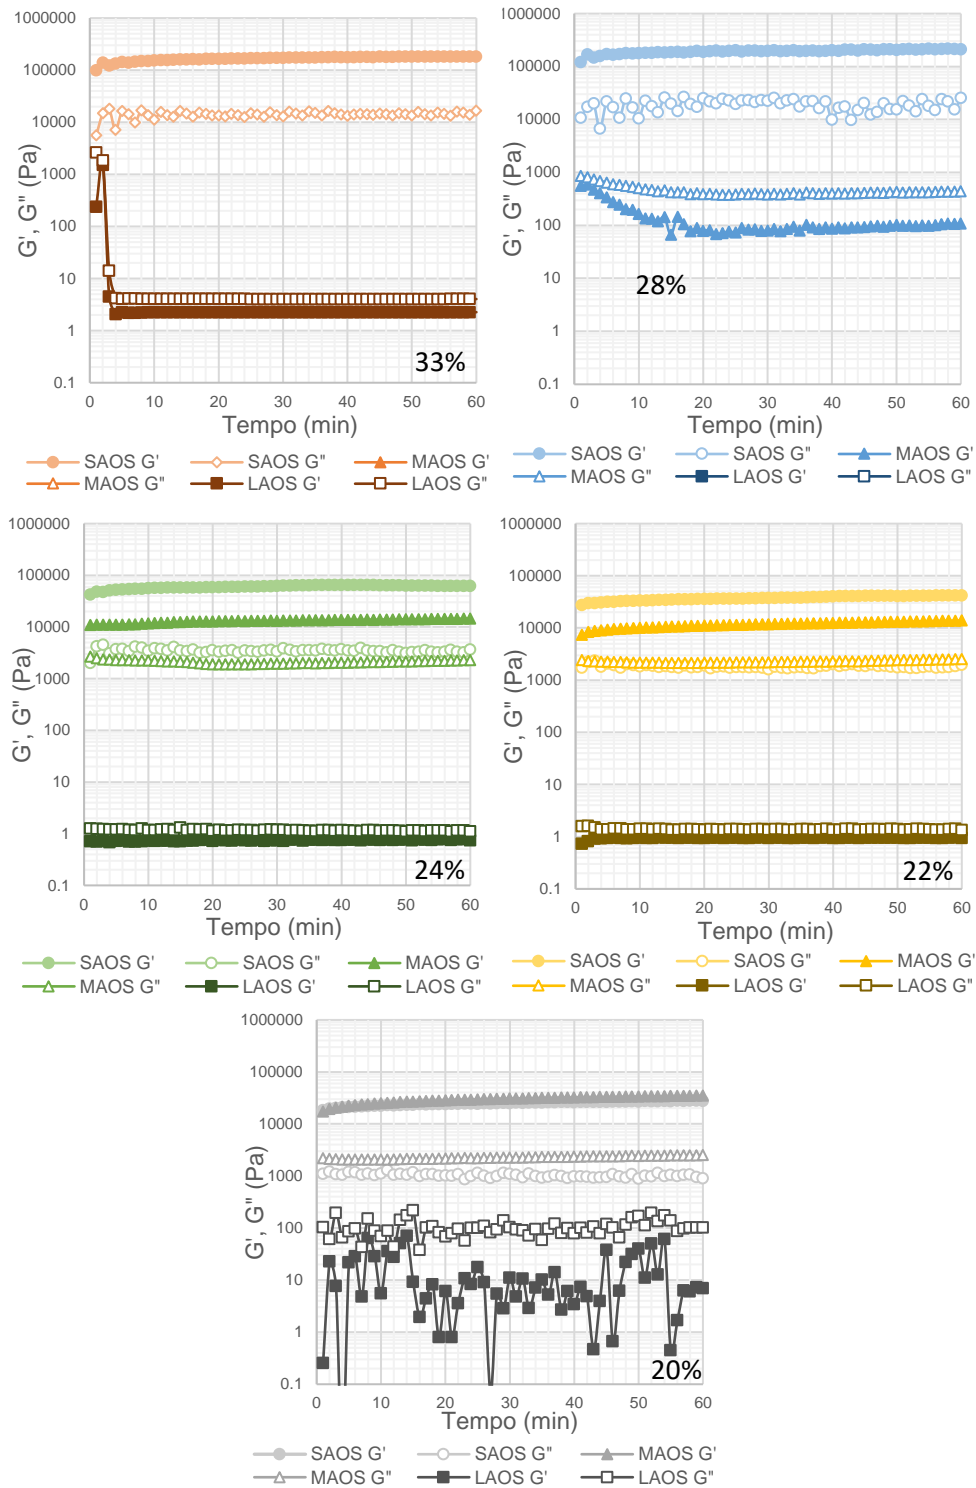 1000000
100000
10000
1000
100
10
1
0.1
G', G" (Pa)
33%
0 10 20 30 40 50 60
Tempo (min)
SAOS G' SAOS G" MAOS G'
MAOS G" LAOS G' LAOS G"
1000000
100000
10000
1000
100
10
1
0.1
G', G" (Pa)
28%
0 10 20 30 40 50 60
Tempo (min)
SAOS G' SAOS G" MAOS G'
MAOS G" LAOS G' LAOS G"
1000000
100000
10000
1000
100
10
1
0.1
G', G" (Pa)
24%
0 10 20 30 40 50 60
Tempo (min)
SAOS G' SAOS G" MAOS G'
MAOS G" LAOS G' LAOS G"
1000000
100000
10000
1000
100
10
1
0.1
G', G" (Pa)
22%
0 10 20 30 40 50 60
Tempo (min)
SAOS G' SAOS G" MAOS G'
MAOS G" LAOS G' LAOS G"
1000000
100000
10000
1000
100
10
1
0.1
G', G" (Pa)
20%
0 10 20 30 40 50 60
Tempo (min)
SAOS G' SAOS G" MAOS G'
MAOS G" LAOS G' LAOS G"